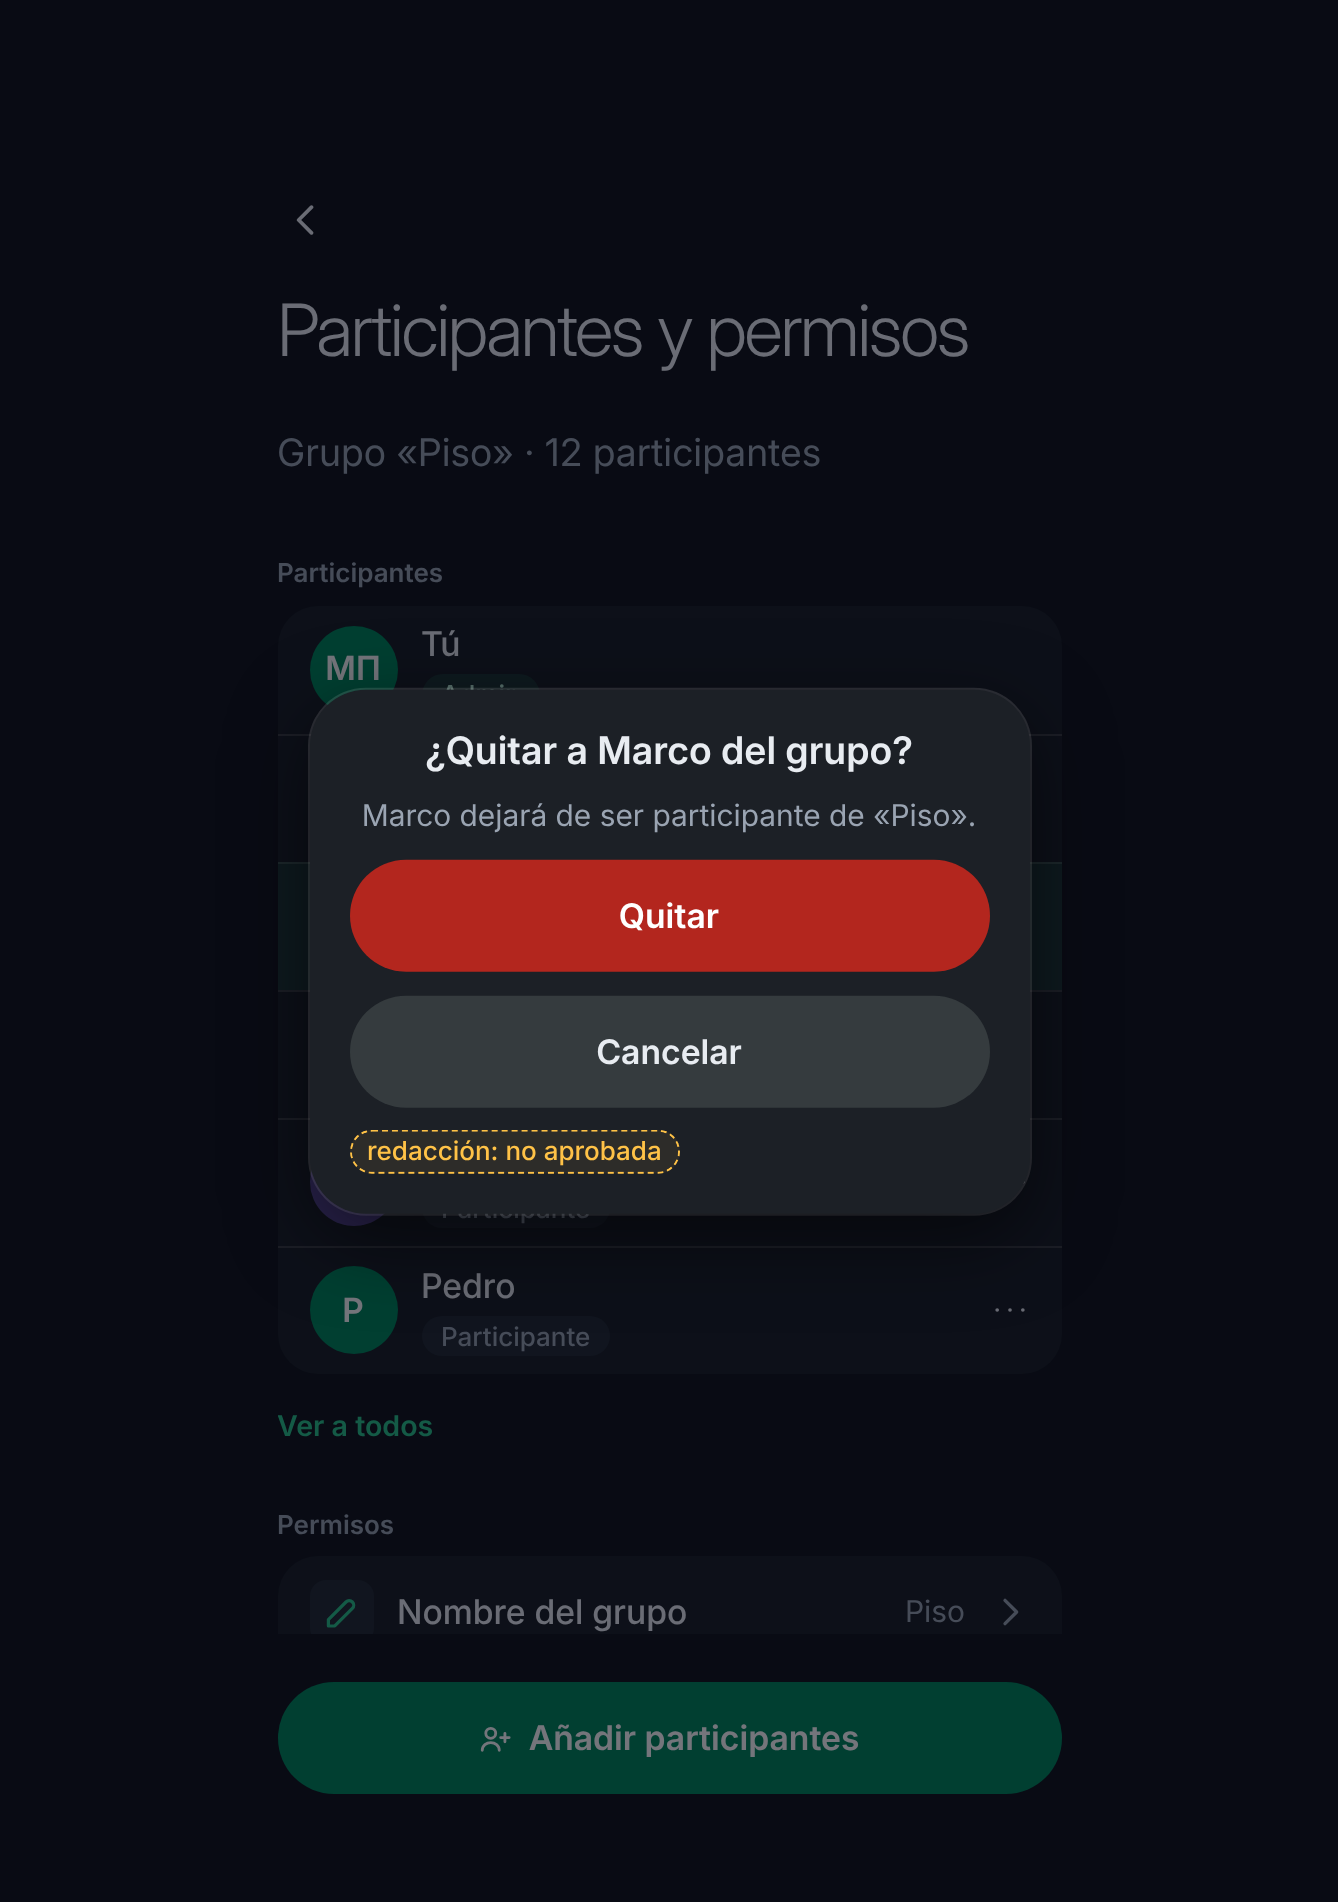 Participantes y permisos
Grupo «Piso» · 12 participantes
Participantes
МП
Tú
¿Quitar a Marco del grupo?
Marco dejará de ser participante de «Piso».
Quitar
Cancelar
redacción: no aprobada
Participante
P
Pedro
Participante
Ver a todos
Permisos
Nombre del grupo
Piso
Añadir participantes